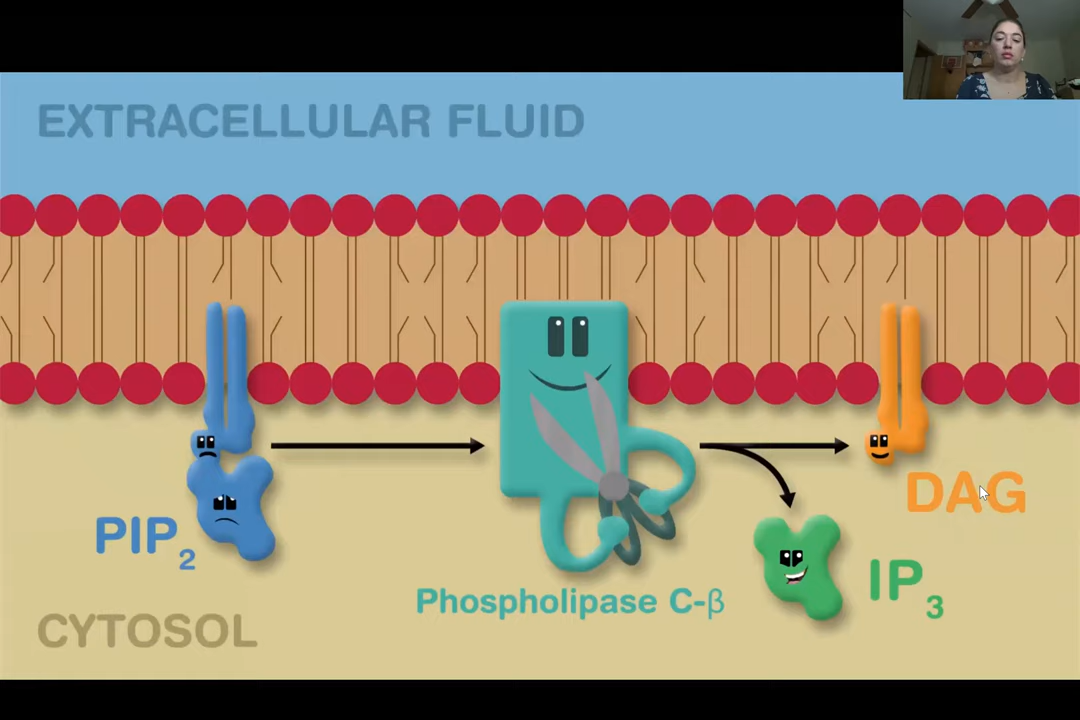 EXTRACELLULAR FLUID
DAG
PIP2
IP3
Phospholipase C-β
CYTOSOL